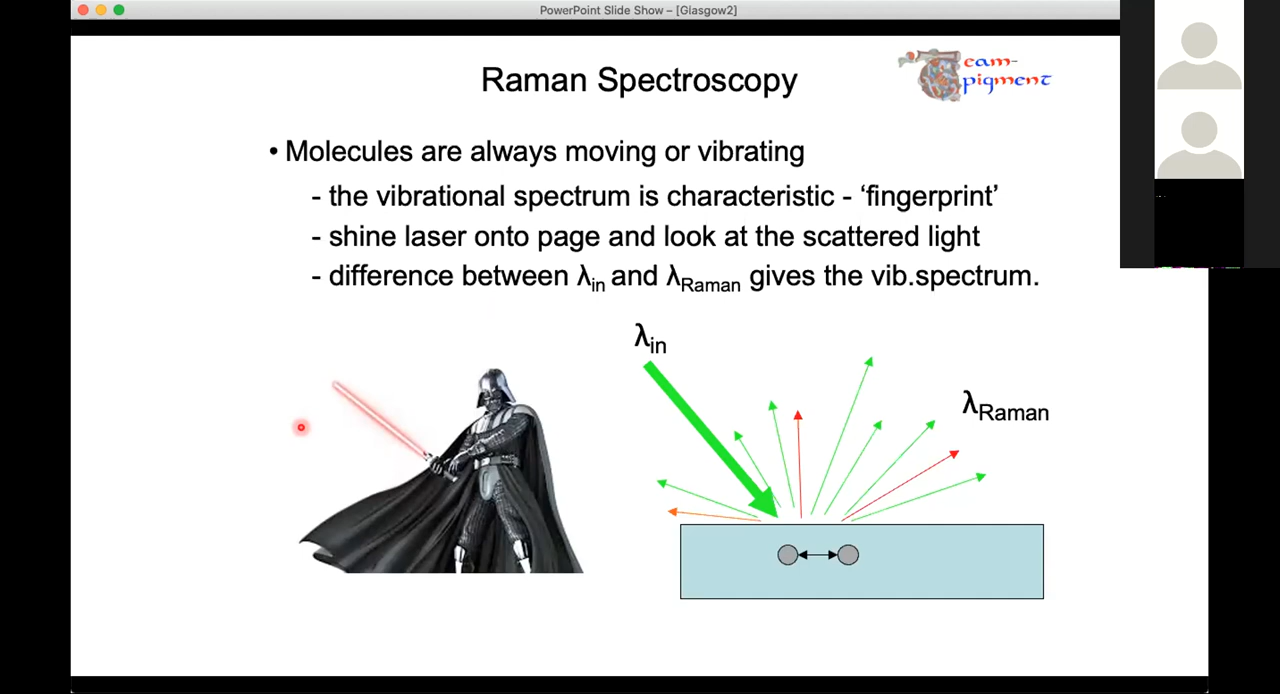 PowerPoint Slide Show – [Glasgow2]
Raman Spectroscopy
Team-
pigment
• Molecules are always moving or vibrating
- the vibrational spectrum is characteristic - ‘fingerprint’
- shine laser onto page and look at the scattered light
- difference between λin and λRaman gives the vib.spectrum.
λin
λRaman